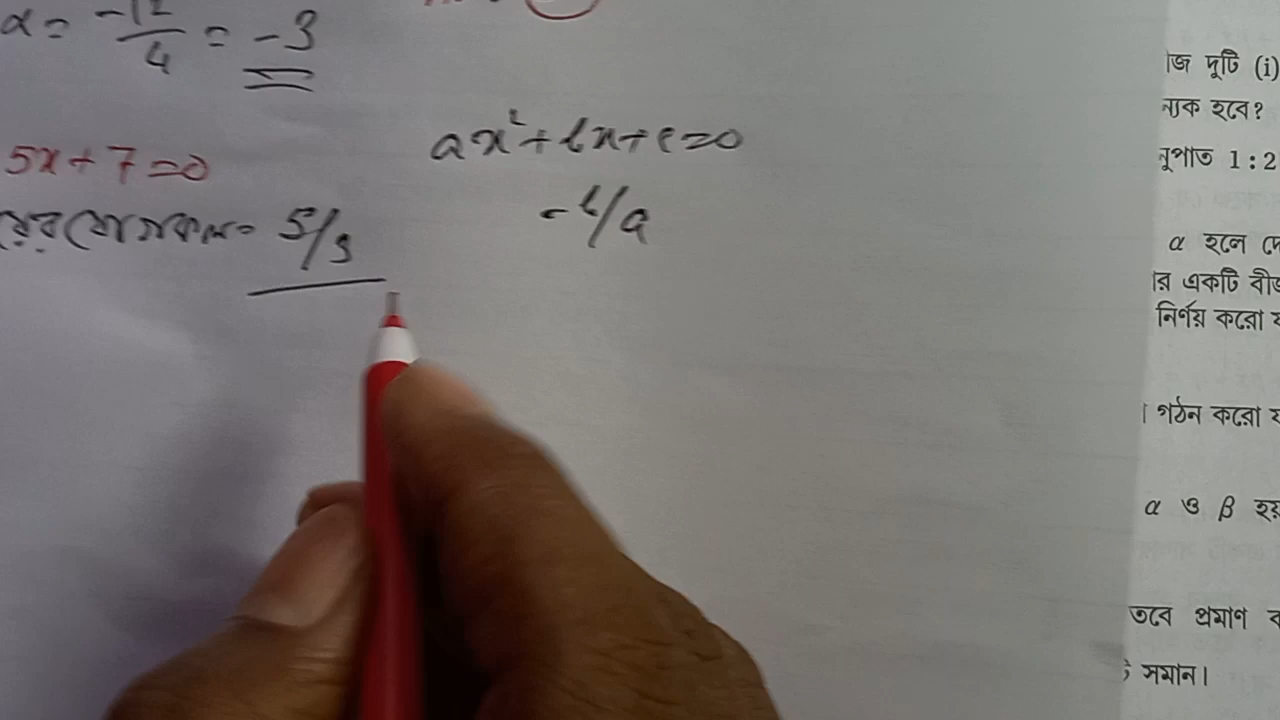 α = -12/4 = -3
5x + 7 = 0
ax² + bx + c = 0
য়ের যোগফল = 5/3
-b/a
জ দুটি (i)
ন্যক হবে?
নুপাত 1 : 2
α হলে দে
র একটি বীজ
নির্ণয় করো য
। গঠন করো য
α ও β হয়
তবে প্রমাণ ক
সমান।